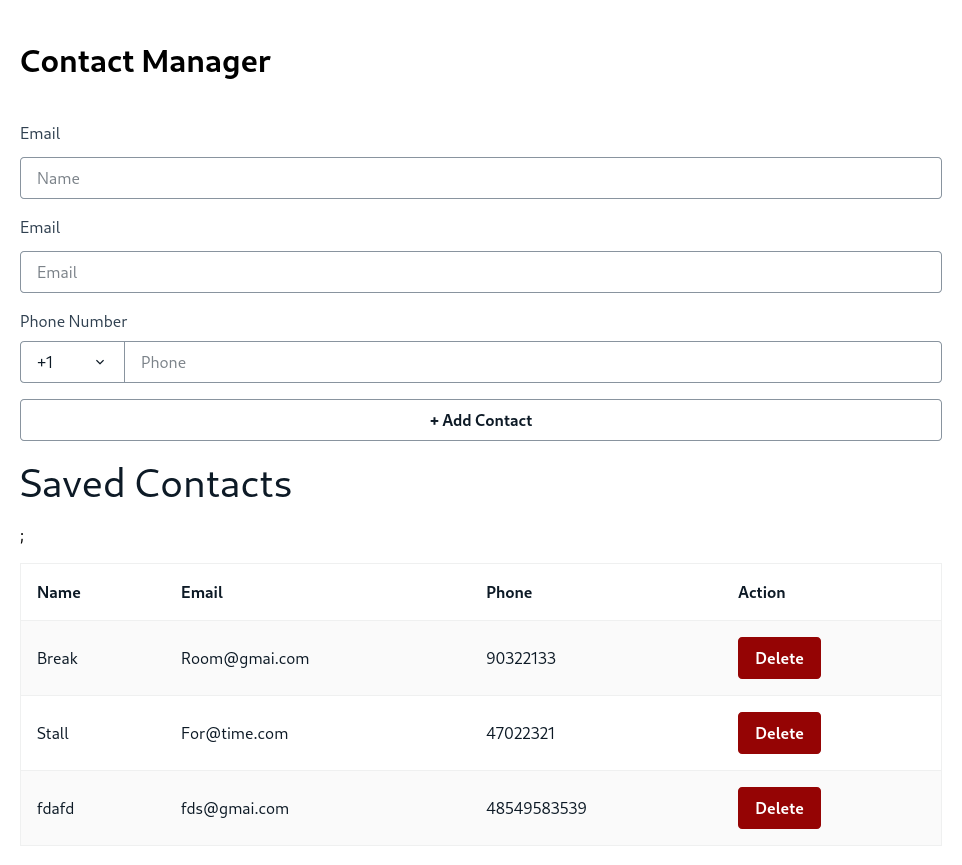 Contact Manager
Email
Name
Email
Email
Phone Number
+1 Phone
+ Add Contact
Saved Contacts
;
Name Email Phone Action
Break Room@gmai.com 90322133 Delete
Stall For@time.com 47022321 Delete
fdafd fds@gmai.com 48549583539 Delete